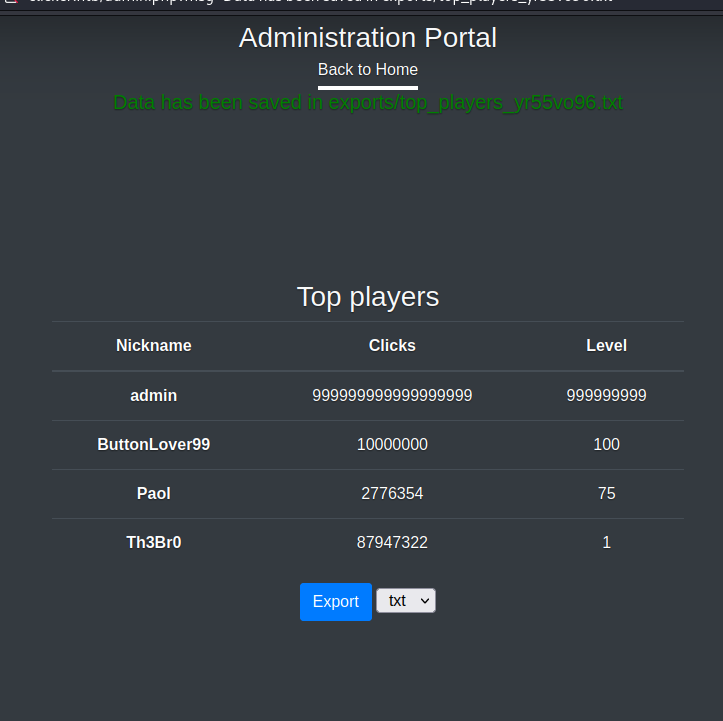 Administration Portal
Back to Home
Data has been saved in exports/top_players_yr55vo96.txt
Top players
Nickname Clicks Level
admin 999999999999999999 999999999
ButtonLover99 10000000 100
Paol 2776354 75
Th3Br0 87947322 1
Export txt